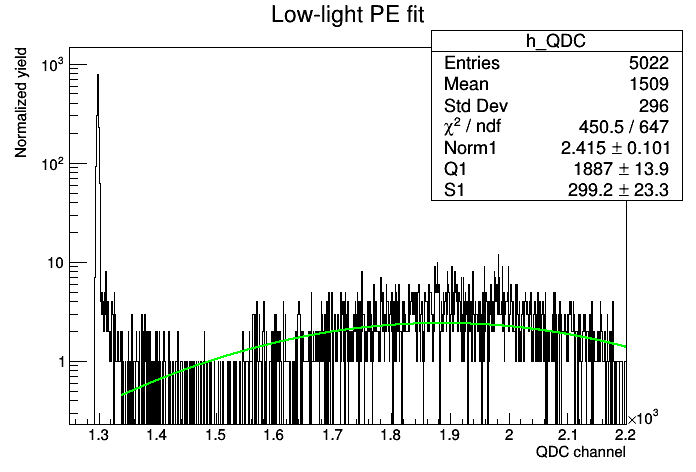 Low-light PE fit
h_QDC
Entries 5022
Mean 1509
Std Dev 296
χ² / ndf 450.5 / 647
Norm1 2.415 ± 0.101
Q1 1887 ± 13.9
S1 299.2 ± 23.3
Normalized yield
10³
10²
10
1
1.3 1.4 1.5 1.6 1.7 1.8 1.9 2 2.1 2.2
×10³
QDC channel